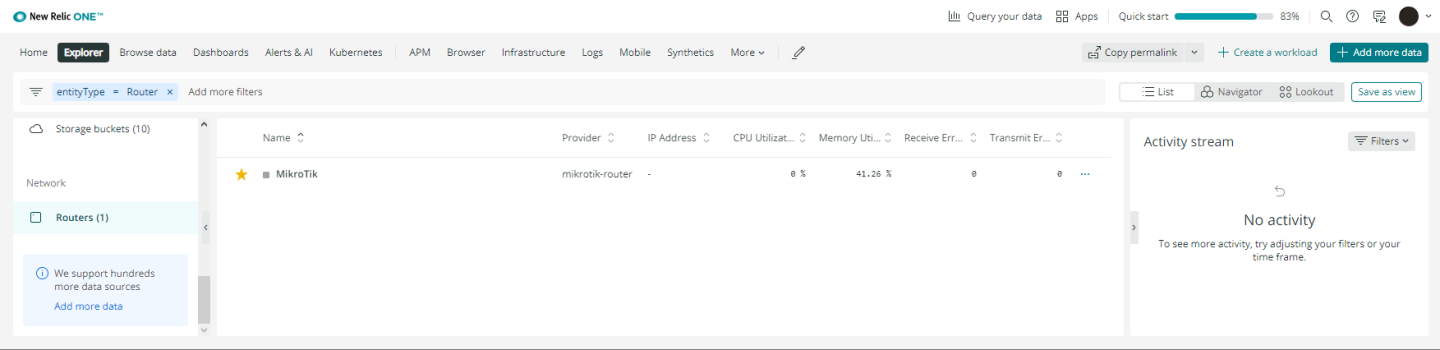 New Relic ONE™
Query your data
Apps
Quick start
83%
Home
Explorer
Browse data
Dashboards
Alerts & AI
Kubernetes
APM
Browser
Infrastructure
Logs
Mobile
Synthetics
More
Copy permalink
+ Create a workload
+ Add more data
entityType = Router ×
Add more filters
List
Navigator
Lookout
Save as view
Storage buckets (10)
Network
Routers (1)
We support hundreds
more data sources
Add more data
Name
Provider
IP Address
CPU Utilizat...
Memory Uti...
Receive Err...
Transmit Er...
MikroTik
mikrotik-router
-
0 %
41.26 %
0
0
...
Activity stream
Filters
No activity
To see more activity, try adjusting your filters or your
time frame.